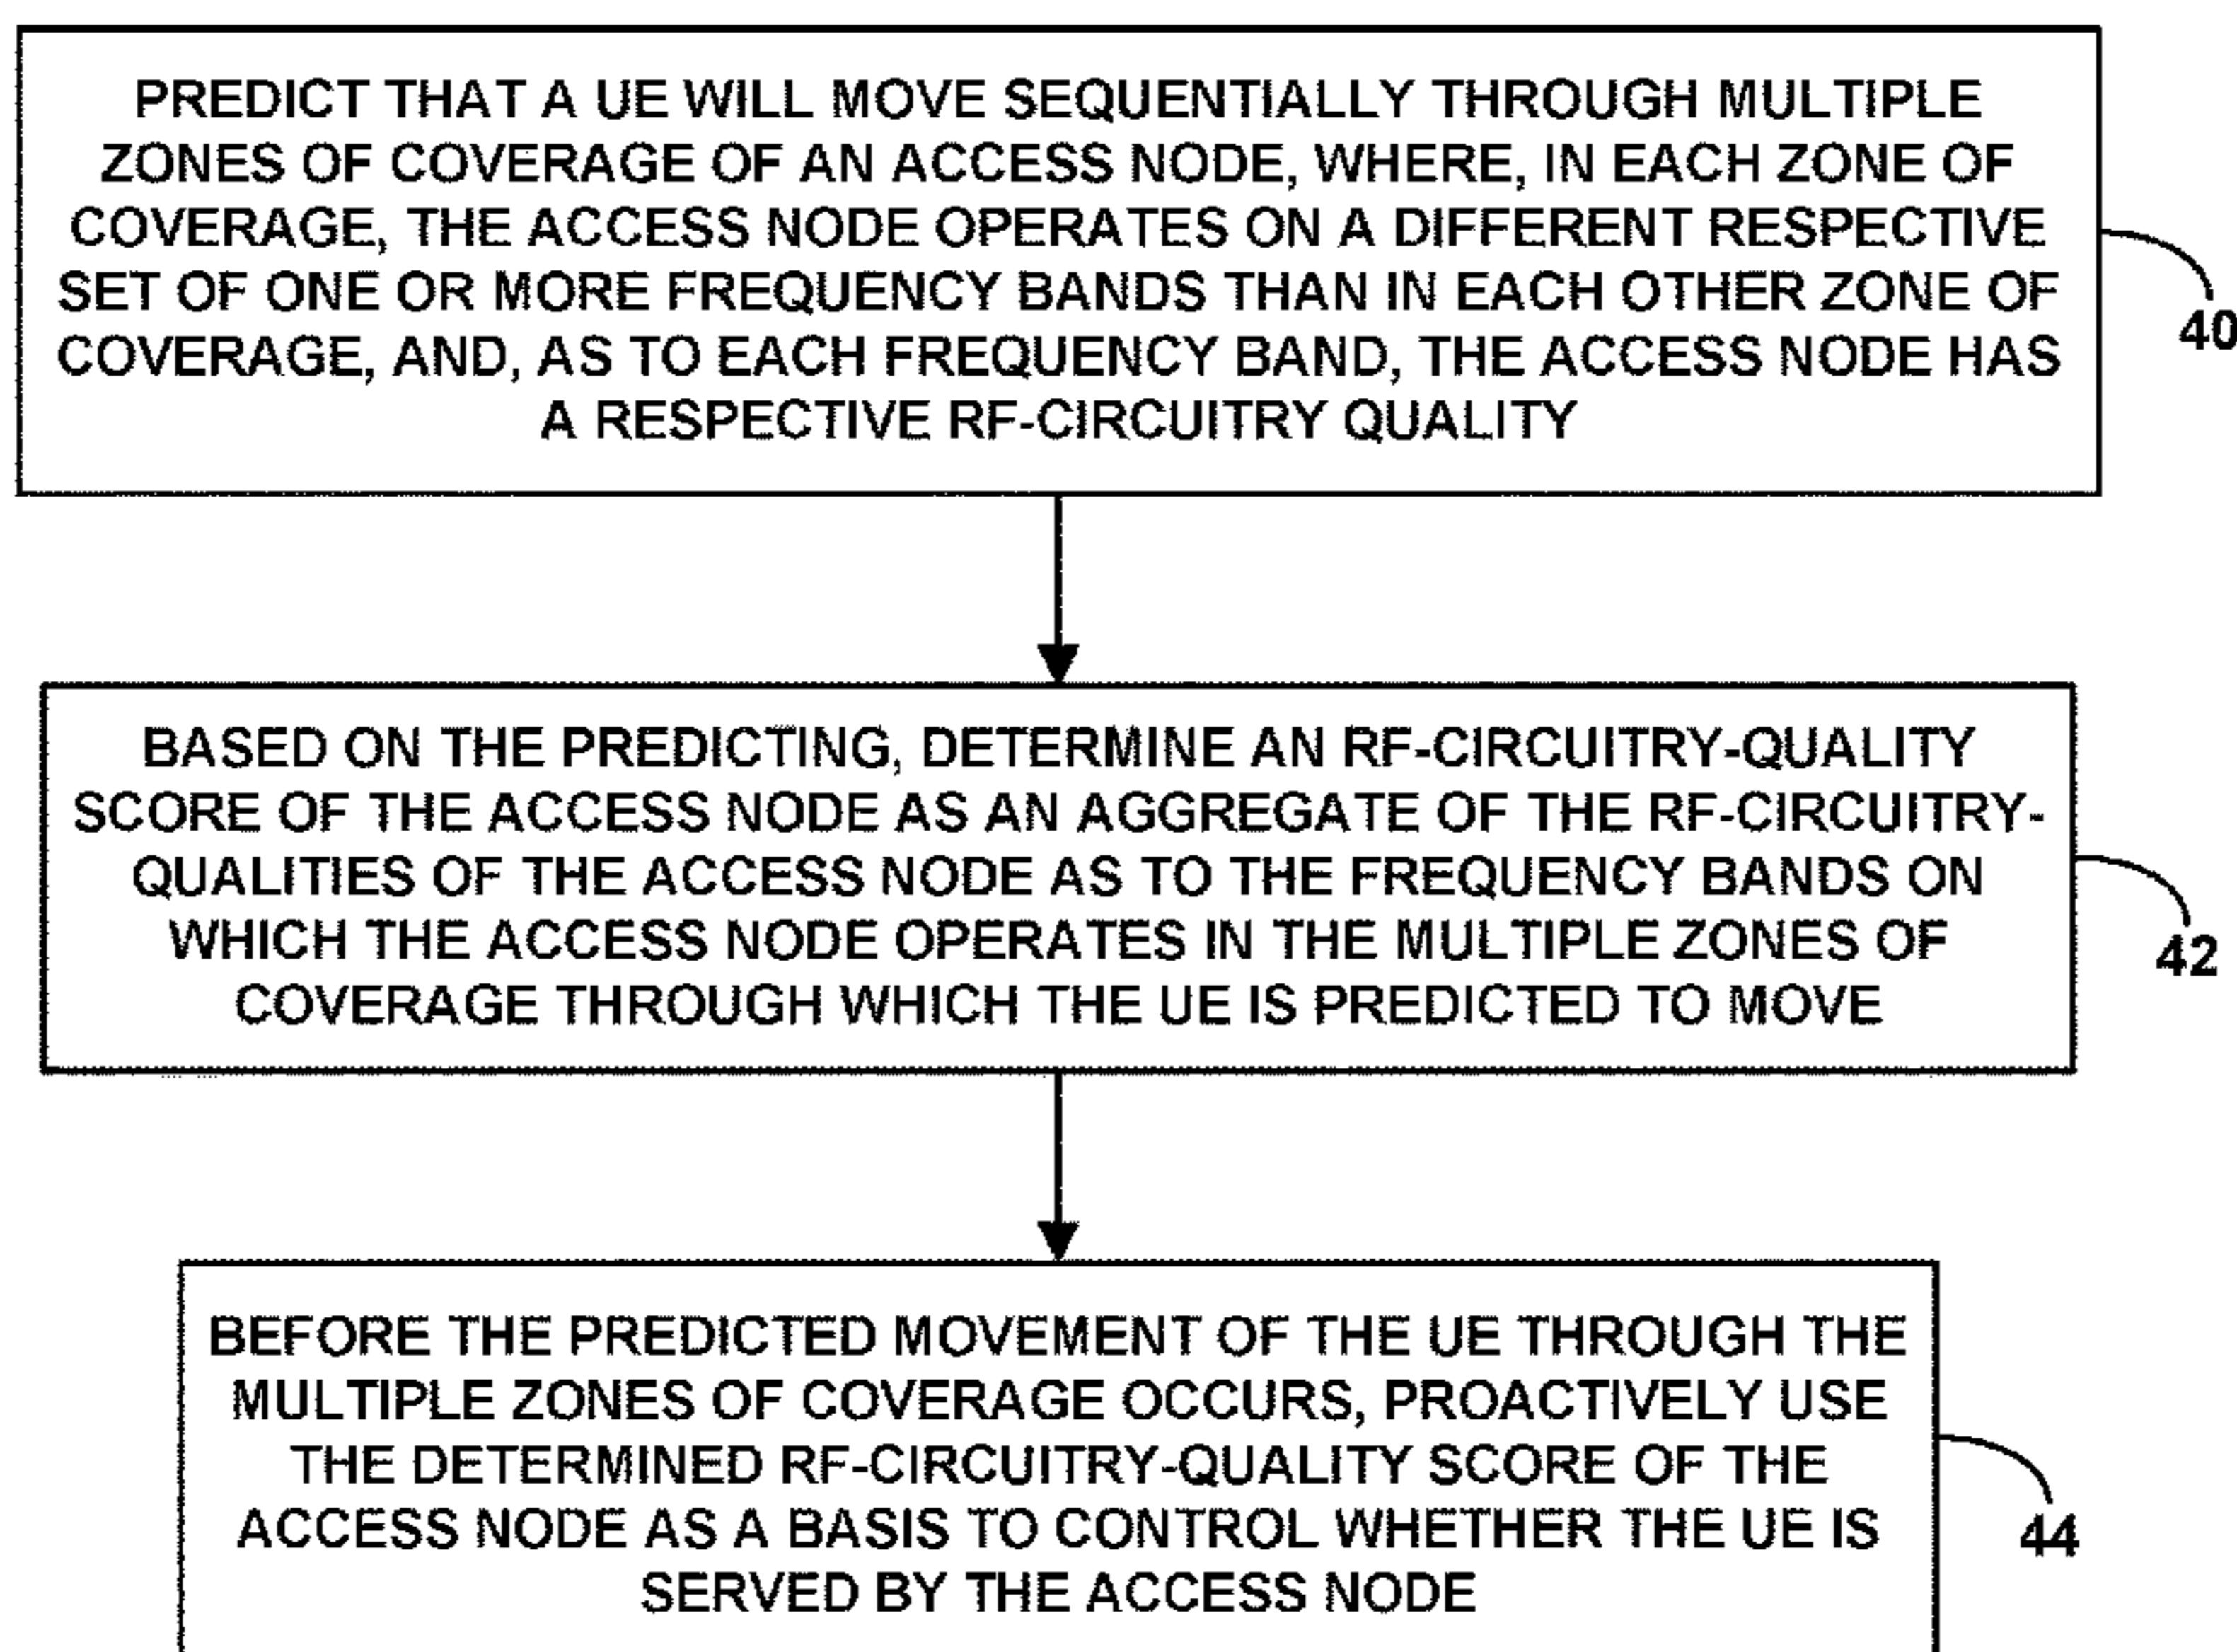 PREDICT THAT A UE WILL MOVE SEQUENTIALLY THROUGH MULTIPLE
ZONES OF COVERAGE OF AN ACCESS NODE, WHERE, IN EACH ZONE OF
COVERAGE, THE ACCESS NODE OPERATES ON A DIFFERENT RESPECTIVE
SET OF ONE OR MORE FREQUENCY BANDS THAN IN EACH OTHER ZONE OF
COVERAGE, AND, AS TO EACH FREQUENCY BAND, THE ACCESS NODE HAS
A RESPECTIVE RF-CIRCUITRY QUALITY
40
BASED ON THE PREDICTING, DETERMINE AN RF-CIRCUITRY-QUALITY
SCORE OF THE ACCESS NODE AS AN AGGREGATE OF THE RF-CIRCUITRY-
QUALITIES OF THE ACCESS NODE AS TO THE FREQUENCY BANDS ON
WHICH THE ACCESS NODE OPERATES IN THE MULTIPLE ZONES OF
COVERAGE THROUGH WHICH THE UE IS PREDICTED TO MOVE
42
BEFORE THE PREDICTED MOVEMENT OF THE UE THROUGH THE
MULTIPLE ZONES OF COVERAGE OCCURS, PROACTIVELY USE
THE DETERMINED RF-CIRCUITRY-QUALITY SCORE OF THE
ACCESS NODE AS A BASIS TO CONTROL WHETHER THE UE IS
SERVED BY THE ACCESS NODE
44